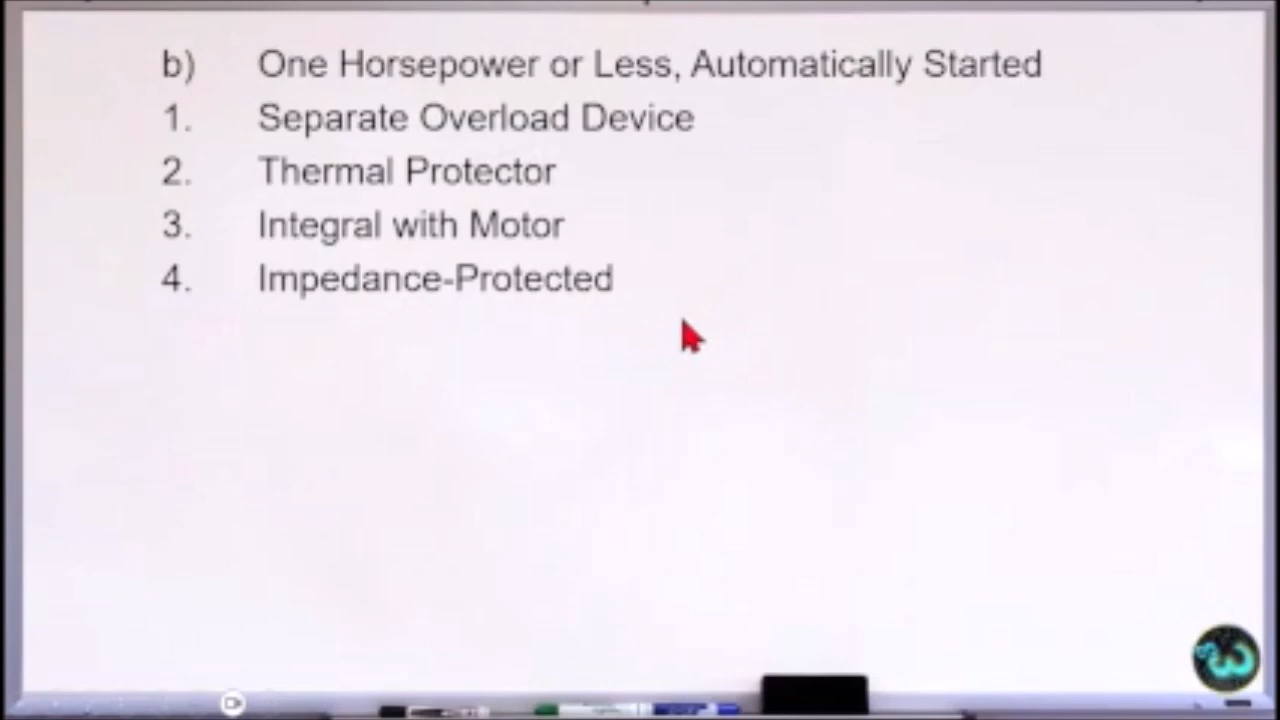 b) One Horsepower or Less, Automatically Started
1. Separate Overload Device
2. Thermal Protector
3. Integral with Motor
4. Impedance-Protected